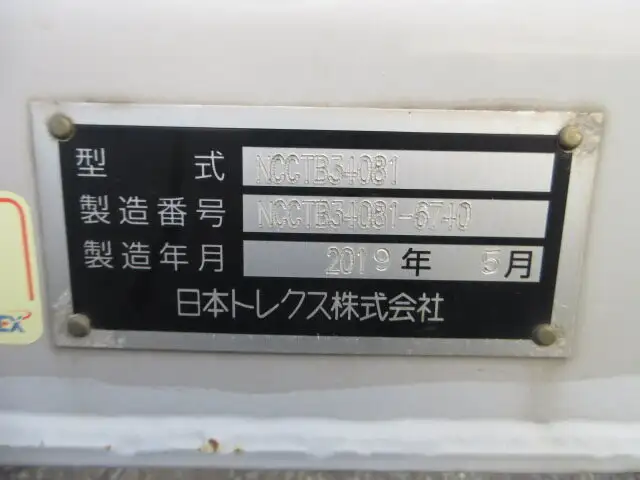 型式 NCCTB34081
製造番号 NCCTB34081-6740
製造年月 2019年 5月
日本トレクス株式会社
EX